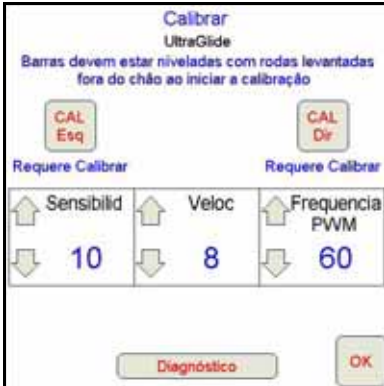 Calibrar
UltraGlide
Barras devem estar niveladas com rodas levantadas
fora do chão ao iniciar a calibração
CAL
Esq
CAL
Dir
Requere Calibrar
Requere Calibrar
Sensibilid
Veloc
Frequencia
PWM
10
8
60
Diagnóstico
OK